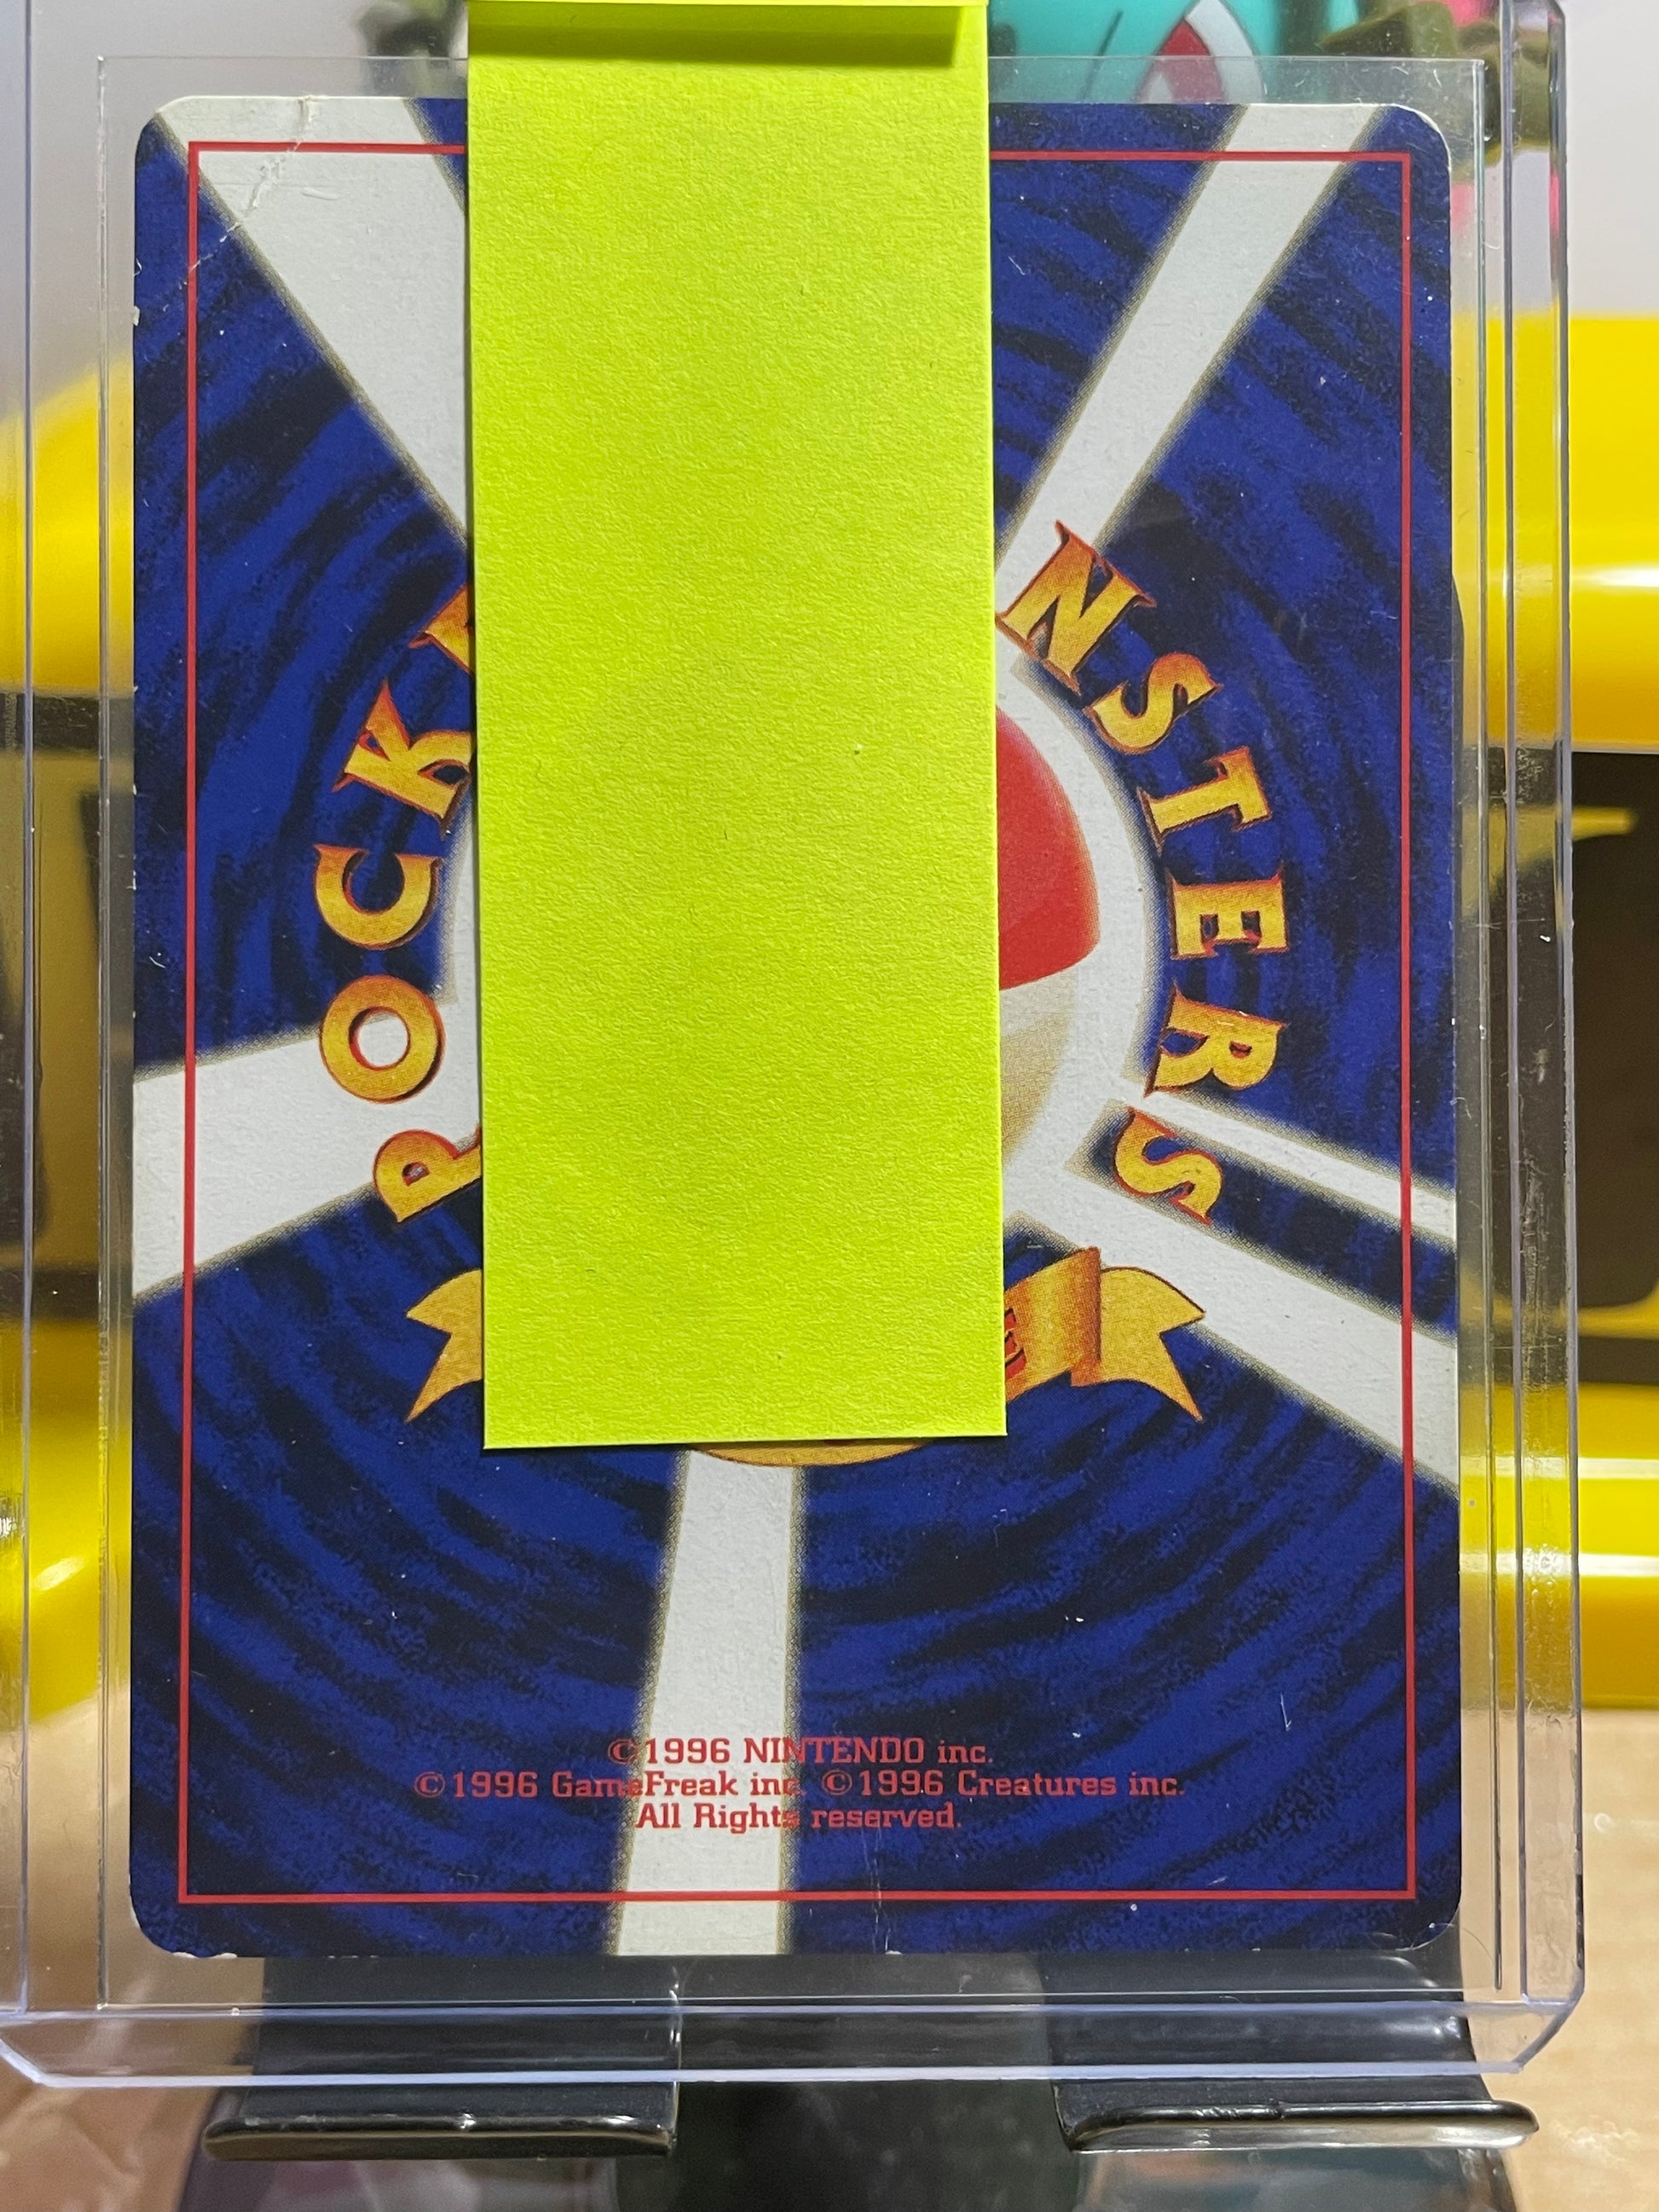 POCK
NSTERS
©1996 NINTENDO inc.
©1996 GameFreak inc. ©1996 Creatures inc.
All Rights reserved.